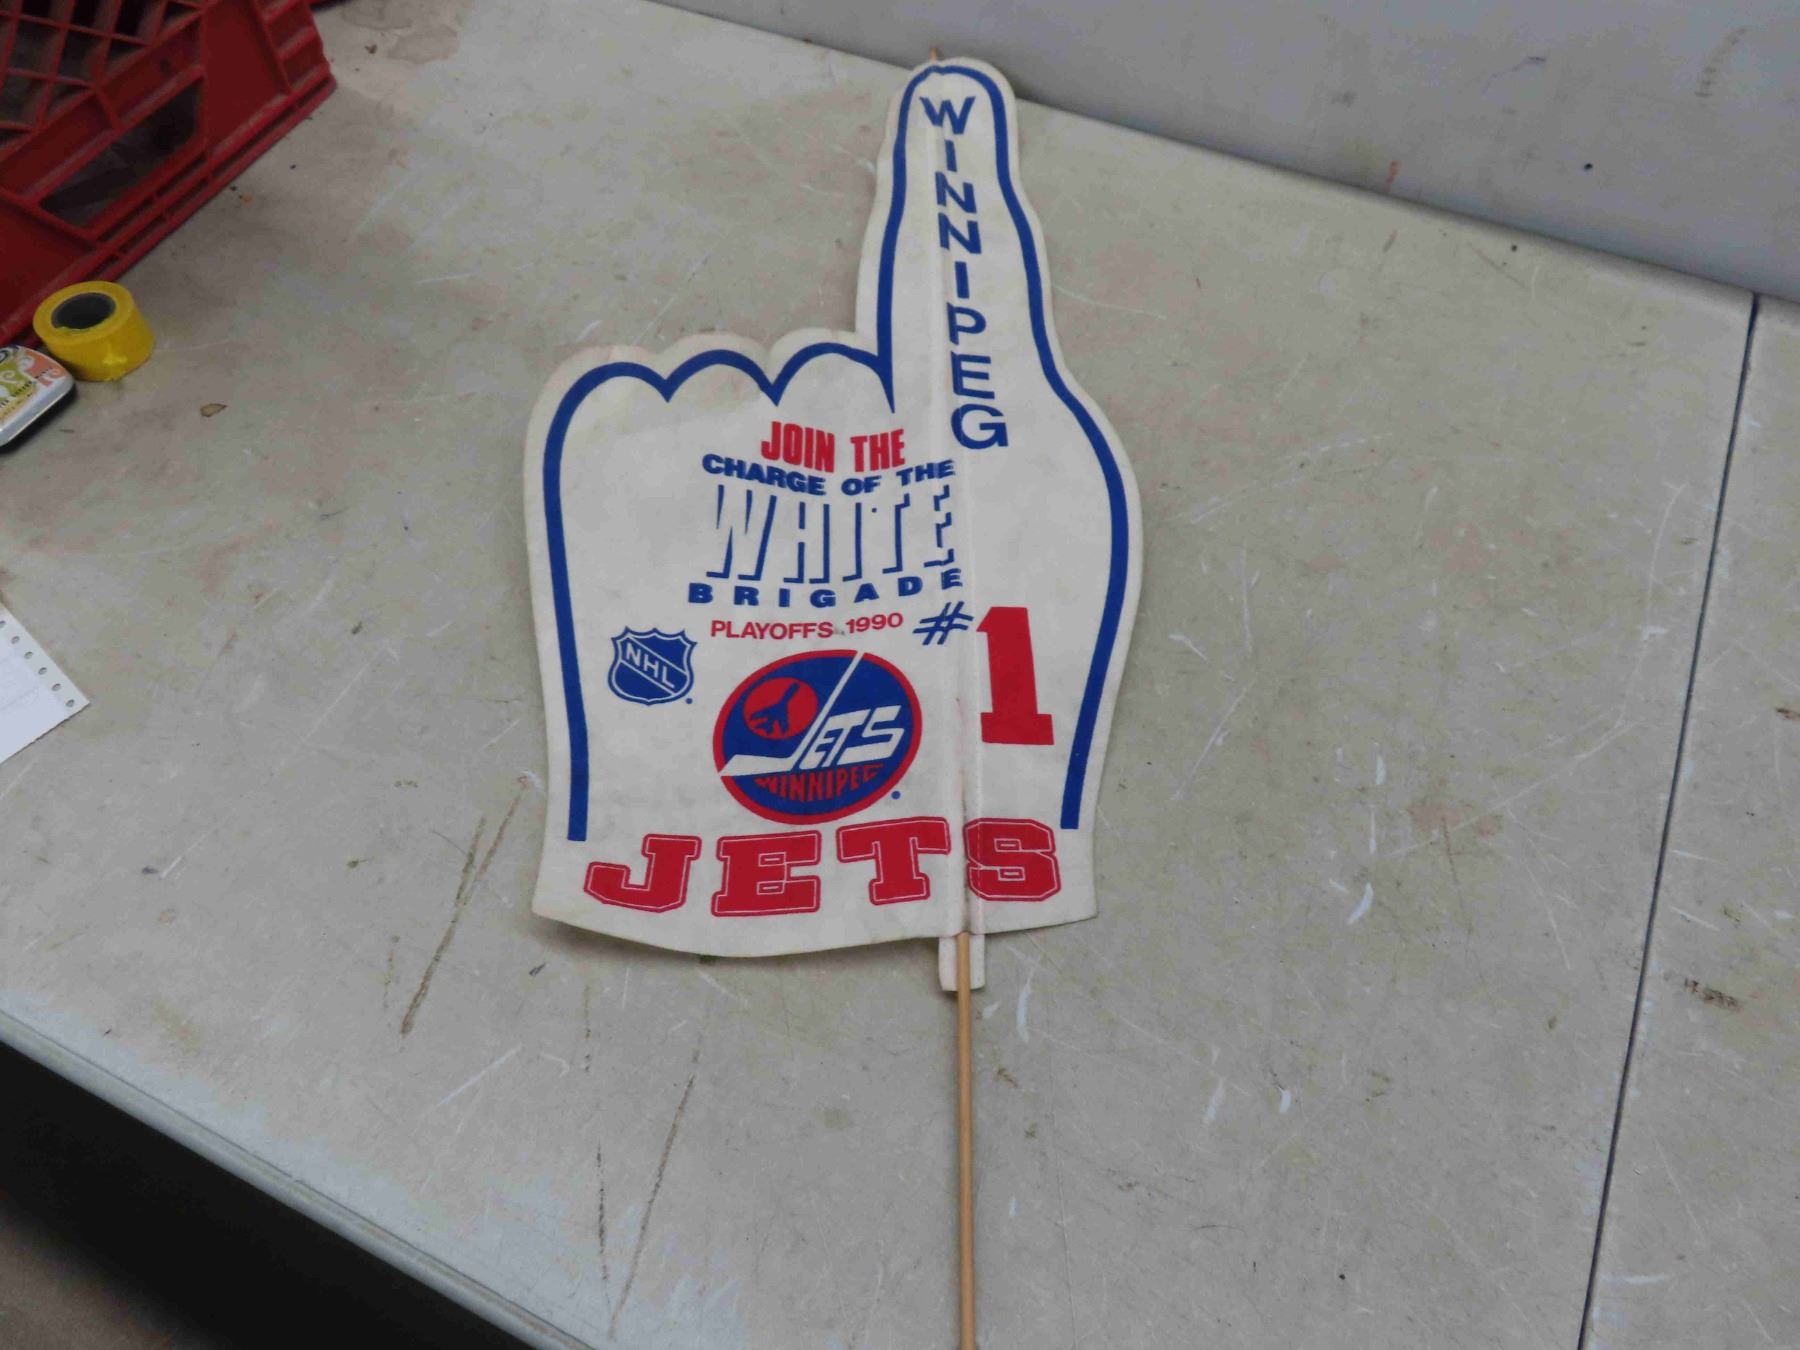 WINNIPEG
JOIN THE
CHARGE OF THE
WHITE
BRIGADE
PLAYOFFS 1990
#1
NHL
JETS
WINNIPEG
JETS